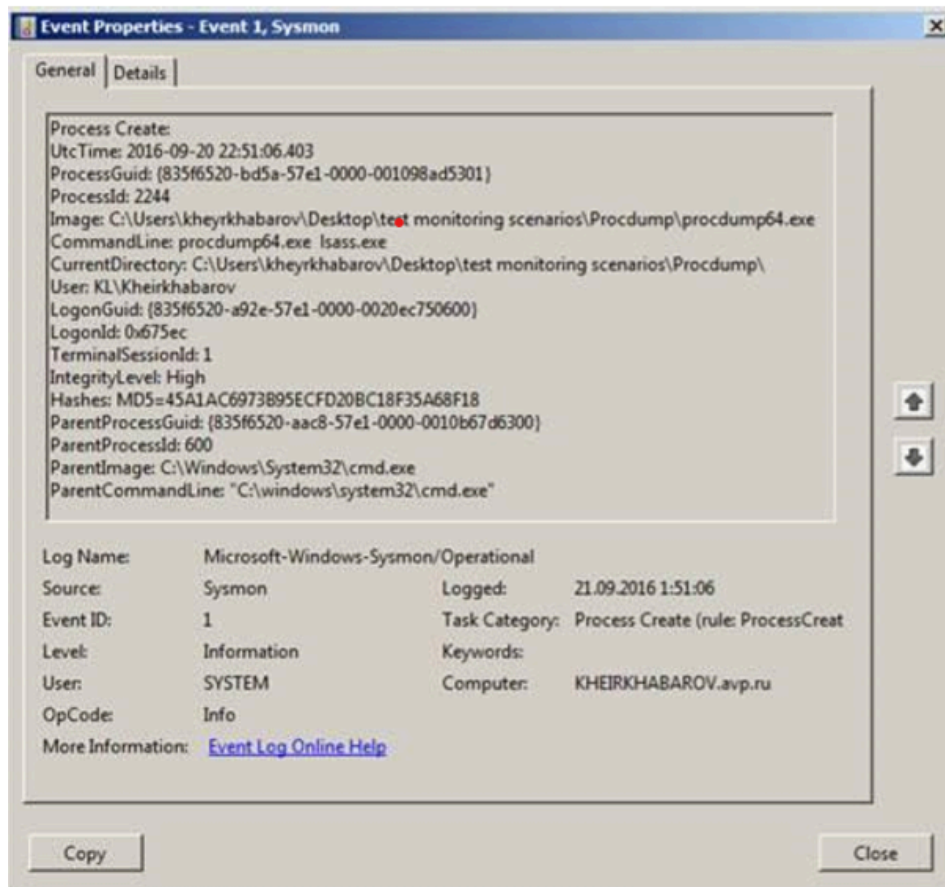 Event Properties - Event 1, Sysmon
General
Details
Process Create:
UtcTime: 2016-09-20 22:51:06.403
ProcessGuid: {835f6520-bd5a-57e1-0000-001098ad5301}
ProcessId: 2244
Image: C:\Users\kheyrkhabarov\Desktop\test monitoring scenarios\Procdump\procdump64.exe
CommandLine: procdump64.exe lsass.exe
CurrentDirectory: C:\Users\kheyrkhabarov\Desktop\test monitoring scenarios\Procdump\
User: KL\Kheirkhabarov
LogonGuid: {835f6520-a92e-57e1-0000-0020ec750600}
LogonId: 0x675ec
TerminalSessionId: 1
IntegrityLevel: High
Hashes: MD5=45A1AC6973B95ECFD20BC18F35A68F18
ParentProcessGuid: {835f6520-aac8-57e1-0000-0010b67d6300}
ParentProcessId: 600
ParentImage: C:\Windows\System32\cmd.exe
ParentCommandLine: "C:\windows\system32\cmd.exe"
Log Name: Microsoft-Windows-Sysmon/Operational
Source: Sysmon Logged: 21.09.2016 1:51:06
Event ID: 1 Task Category: Process Create (rule: ProcessCreat
Level: Information Keywords:
User: SYSTEM Computer: KHEIRKHABAROV.avp.ru
OpCode: Info
More Information: Event Log Online Help
Copy
Close